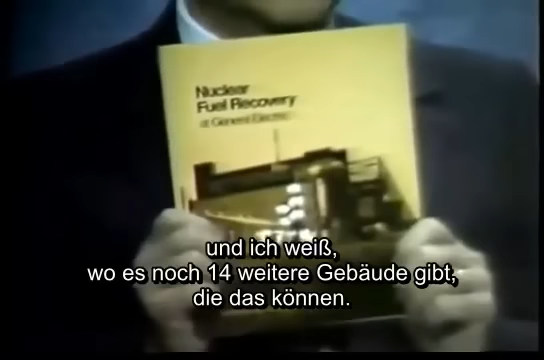 Nuclear
Fuel Recovery
at General Electric
und ich weiß,
wo es noch 14 weitere Gebäude gibt,
die das können.